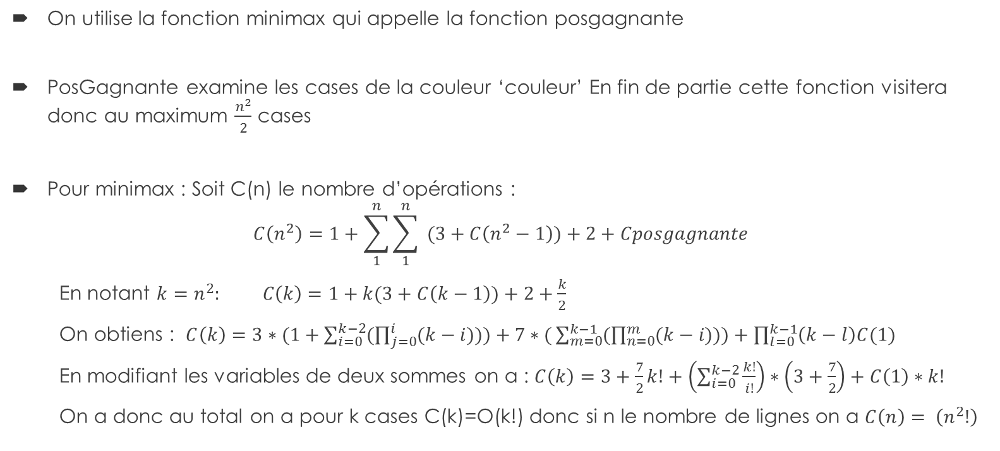 On utilise la fonction minimax qui appelle la fonction posgagnante
PosGagnante examine les cases de la couleur ‘couleur’ En fin de partie cette fonction visitera
donc au maximum $\frac{n^2}{2}$ cases
Pour minimax : Soit C(n) le nombre d’opérations :
$C(n^2) = 1 + \sum_{1}^{n} \sum_{1}^{n} (3 + C(n^2 - 1)) + 2 + Cposgagnante$
En notant $k = n^2$: $C(k) = 1 + k(3 + C(k - 1)) + 2 + \frac{k}{2}$
On obtiens : $C(k) = 3 * (1 + \sum_{i=0}^{k-2}(\prod_{j=0}^{i}(k - i))) + 7 * (\sum_{m=0}^{k-1}(\prod_{n=0}^{m}(k - i))) + \prod_{l=0}^{k-1}(k - l)C(1)$
En modifiant les variables de deux sommes on a : $C(k) = 3 + \frac{7}{2}k! + \left(\sum_{i=0}^{k-2}\frac{k!}{i!}\right) * \left(3 + \frac{7}{2}\right) + C(1) * k!$
On a donc au total on a pour k cases C(k)=O(k!) donc si n le nombre de lignes on a $C(n) = (n^2!)$